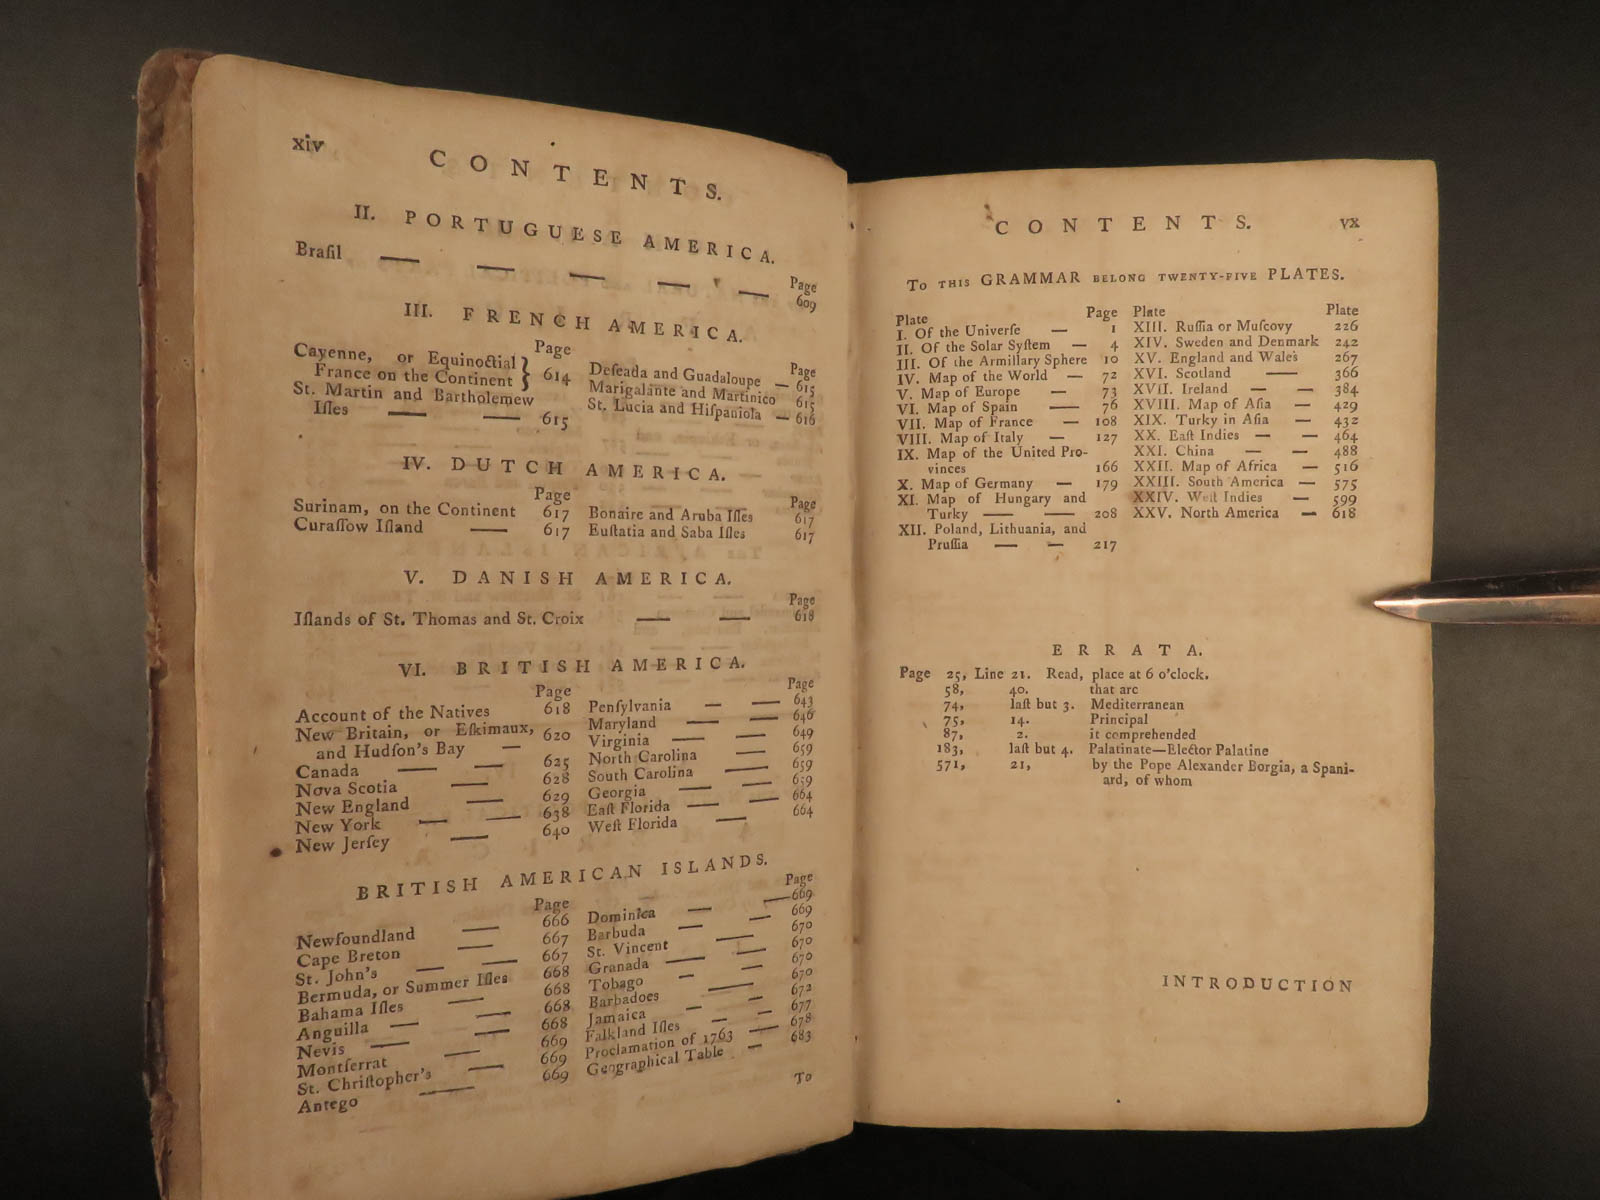 xiv
CONTENTS.
II. PORTUGUESE AMERICA.
Page
Braſil — — — — 609
III. FRENCH AMERICA.
Page
Cayenne, or Equinoctial }
France on the Continent } 614
St. Martin and Bartholemew
Iſles — — 615
Page
Deſeada and Guadaloupe — 615
Marigalante and Martinico 615
St. Lucia and Hiſpaniola — 616
IV. DUTCH AMERICA.
Page
Surinam, on the Continent 617
Curaſſow Iſland — 617
Page
Bonaire and Aruba Iſles 617
Euſtatia and Saba Iſles 617
V. DANISH AMERICA.
Page
Iſlands of St. Thomas and St. Croix — — 618
VI. BRITISH AMERICA.
Page
Account of the Natives 618
New Britain, or Eſkimaux,
and Hudſon's Bay — 620
Canada — — 625
Nova Scotia — 628
New England — 629
New York — — 638
New Jerſey — 640
Page
Penſylvania — — 643
Maryland — — 646
Virginia — — 649
North Carolina — 659
South Carolina — 659
Georgia — — 659
Eaſt Florida — — 664
Weſt Florida — 664
BRITISH AMERICAN ISLANDS.
Page
Newfoundland — 666
Cape Breton — 667
St. John's — — 667
Bermuda, or Summer Iſles 668
Bahama Iſles — 668
Anguilla — — 668
Nevis — — 668
Montſerrat — 669
St. Chriſtopher's — 669
Antego — 669
Page
Dominica — — 669
Barbuda — — 669
St. Vincent — 670
Granada — — 670
Tobago — — 670
Barbadoes — 670
Jamaica — — 672
Falkland Iſles — — 677
Proclamation of 1763 — 678
Geographical Table — 683
To
CONTENTS. vx
To this GRAMMAR belong twenty-five PLATES.
Plate Page
I. Of the Univerſe — 1
II. Of the Solar Syſtem — 4
III. Of the Armillary Sphere 10
IV. Map of the World — 72
V. Map of Europe — 73
VI. Map of Spain — 76
VII. Map of France — 108
VIII. Map of Italy — 127
IX. Map of the United Pro-
vinces 166
X. Map of Germany — 179
XI. Map of Hungary and
Turky — — 208
XII. Poland, Lithuania, and
Pruſſia — — 217
Plate Plate
XIII. Ruſſia or Muſcovy 226
XIV. Sweden and Denmark 242
XV. England and Wales 267
XVI. Scotland — 366
XVII. Ireland — — 384
XVIII. Map of Aſia — 429
XIX. Turky in Aſia — 432
XX. Eaſt Indies — — 464
XXI. China — — 488
XXII. Map of Africa — 516
XXIII. South America — 575
XXIV. Weſt Indies — 599
XXV. North America — 618
ERRATA.
Page 25, Line 21. Read, place at 6 o'clock.
58, 40. that arc
74, laſt but 3. Mediterranean
75, 14. Principal
87, 2. it comprehended
183, laſt but 4. Palatinate—Elector Palatine
571, 21, by the Pope Alexander Borgia, a Spani-
ard, of whom
INTRODUCTION